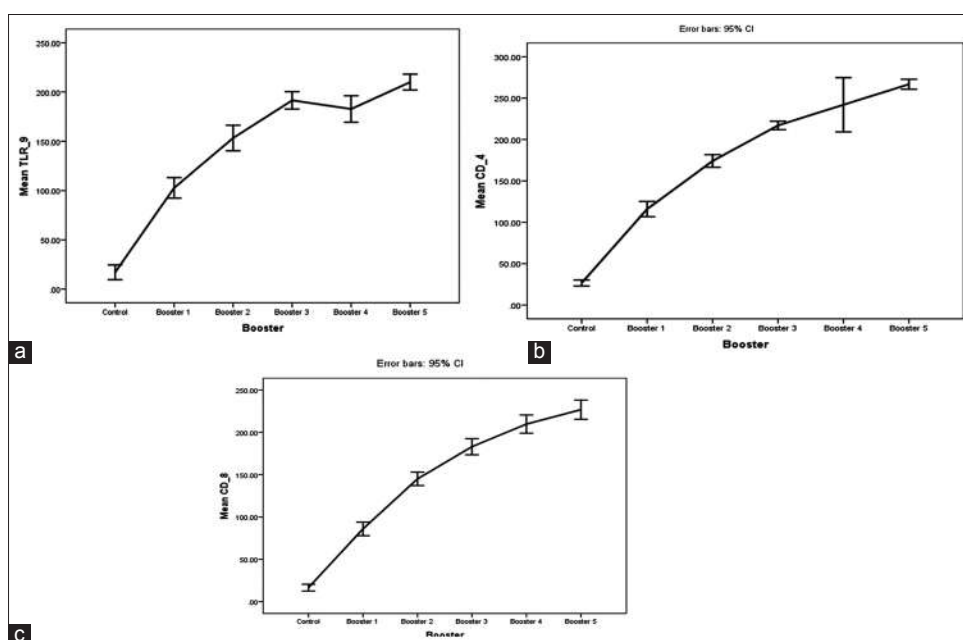 250.00
200.00
150.00
100.00
50.00
.00
Mean TLR_9
Control Booster 1 Booster 2 Booster 3 Booster 4 Booster 5
Booster
a
Error bars: 95% CI
300.00
250.00
200.00
150.00
100.00
50.00
.00
Mean CD_4
Control Booster 1 Booster 2 Booster 3 Booster 4 Booster 5
Booster
b
Error bars: 95% CI
250.00
200.00
150.00
100.00
50.00
.00
Mean CD_8
Control Booster 1 Booster 2 Booster 3 Booster 4 Booster 5
Booster
c